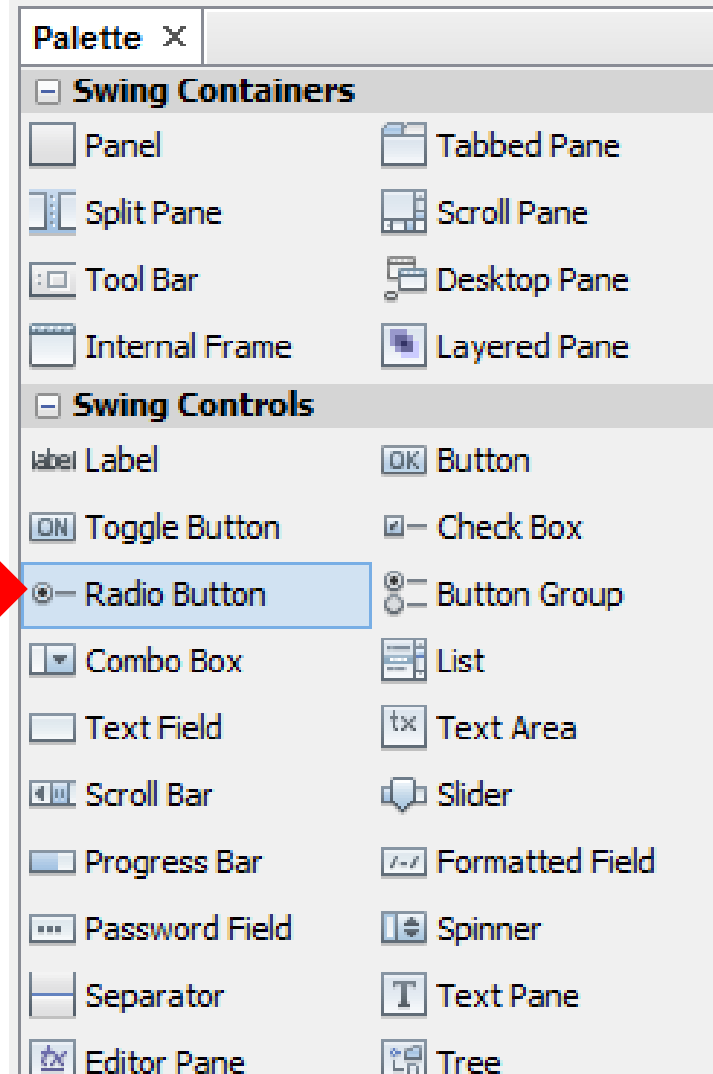 Palette
Swing Containers
Panel Tabbed Pane
Split Pane Scroll Pane
Tool Bar Desktop Pane
Internal Frame Layered Pane
Swing Controls
label Label OK Button
ON Toggle Button Check Box
Radio Button Button Group
Combo Box List
Text Field tx Text Area
Scroll Bar Slider
Progress Bar Formatted Field
Password Field Spinner
Separator T Text Pane
tx Editor Pane Tree